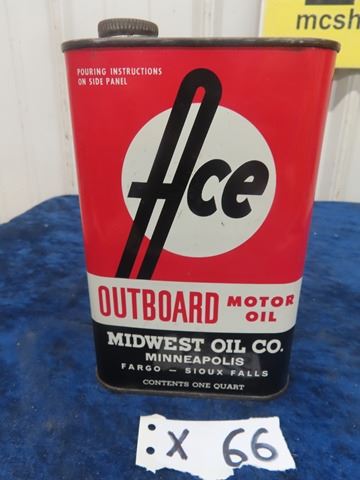 mcsh
POURING INSTRUCTIONS
ON SIDE PANEL
Ace
OUTBOARD MOTOR OIL
MIDWEST OIL CO.
MINNEAPOLIS
FARGO — SIOUX FALLS
CONTENTS ONE QUART
X 66